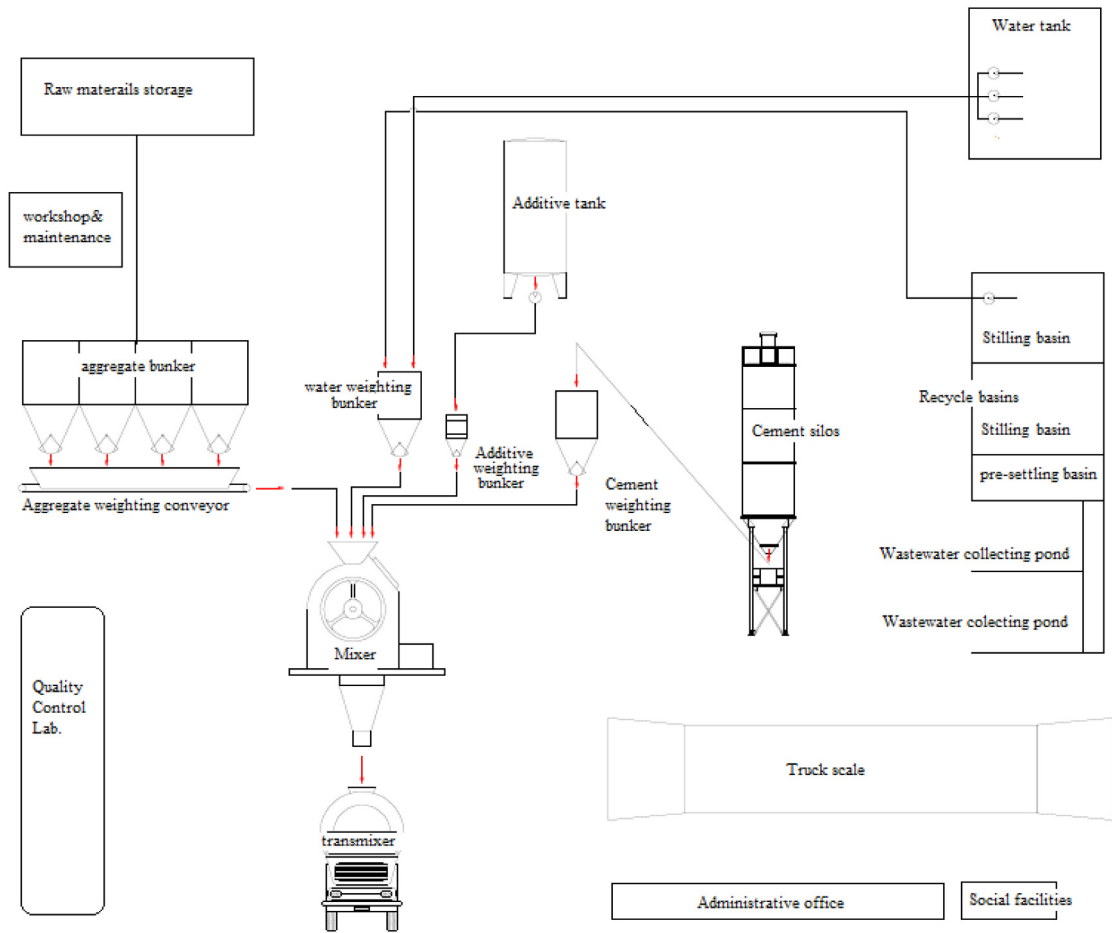 Water tank
Raw materails storage
workshop&
maintenance
Additive tank
aggregate bunker
Stilling basin
water weighting
bunker
Recycle basins
Cement silos
Stilling basin
Additive
weighting
bunker
pre-settling basin
Cement
weighting
bunker
Aggregate weighting conveyor
Wastewater collecting pond
Wastewater colecting pond
Mixer
Quality
Control
Lab.
Truck scale
transmixer
Administrative office
Social facilities